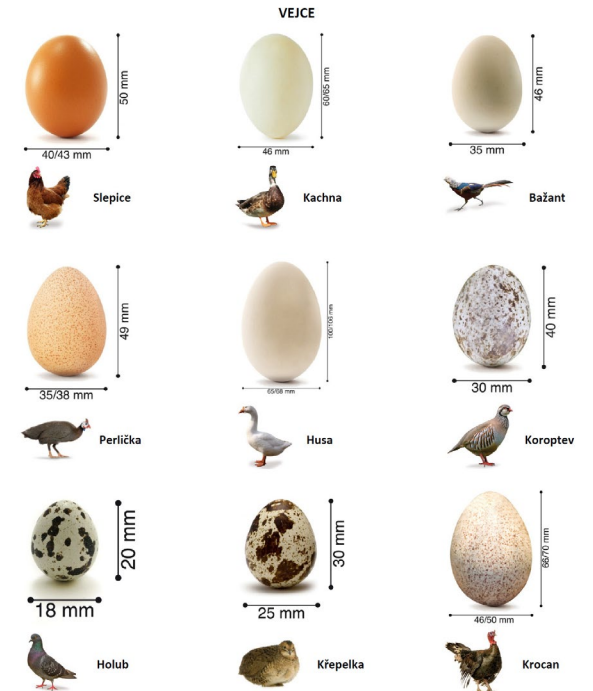 VEJCE
50 mm
40/43 mm
Slepice
60/65 mm
46 mm
Kachna
46 mm
35 mm
Bažant
49 mm
35/38 mm
Perlička
100/106 mm
65/68 mm
Husa
40 mm
30 mm
Koroptev
20 mm
18 mm
Holub
30 mm
25 mm
Křepelka
66/70 mm
46/50 mm
Krocan